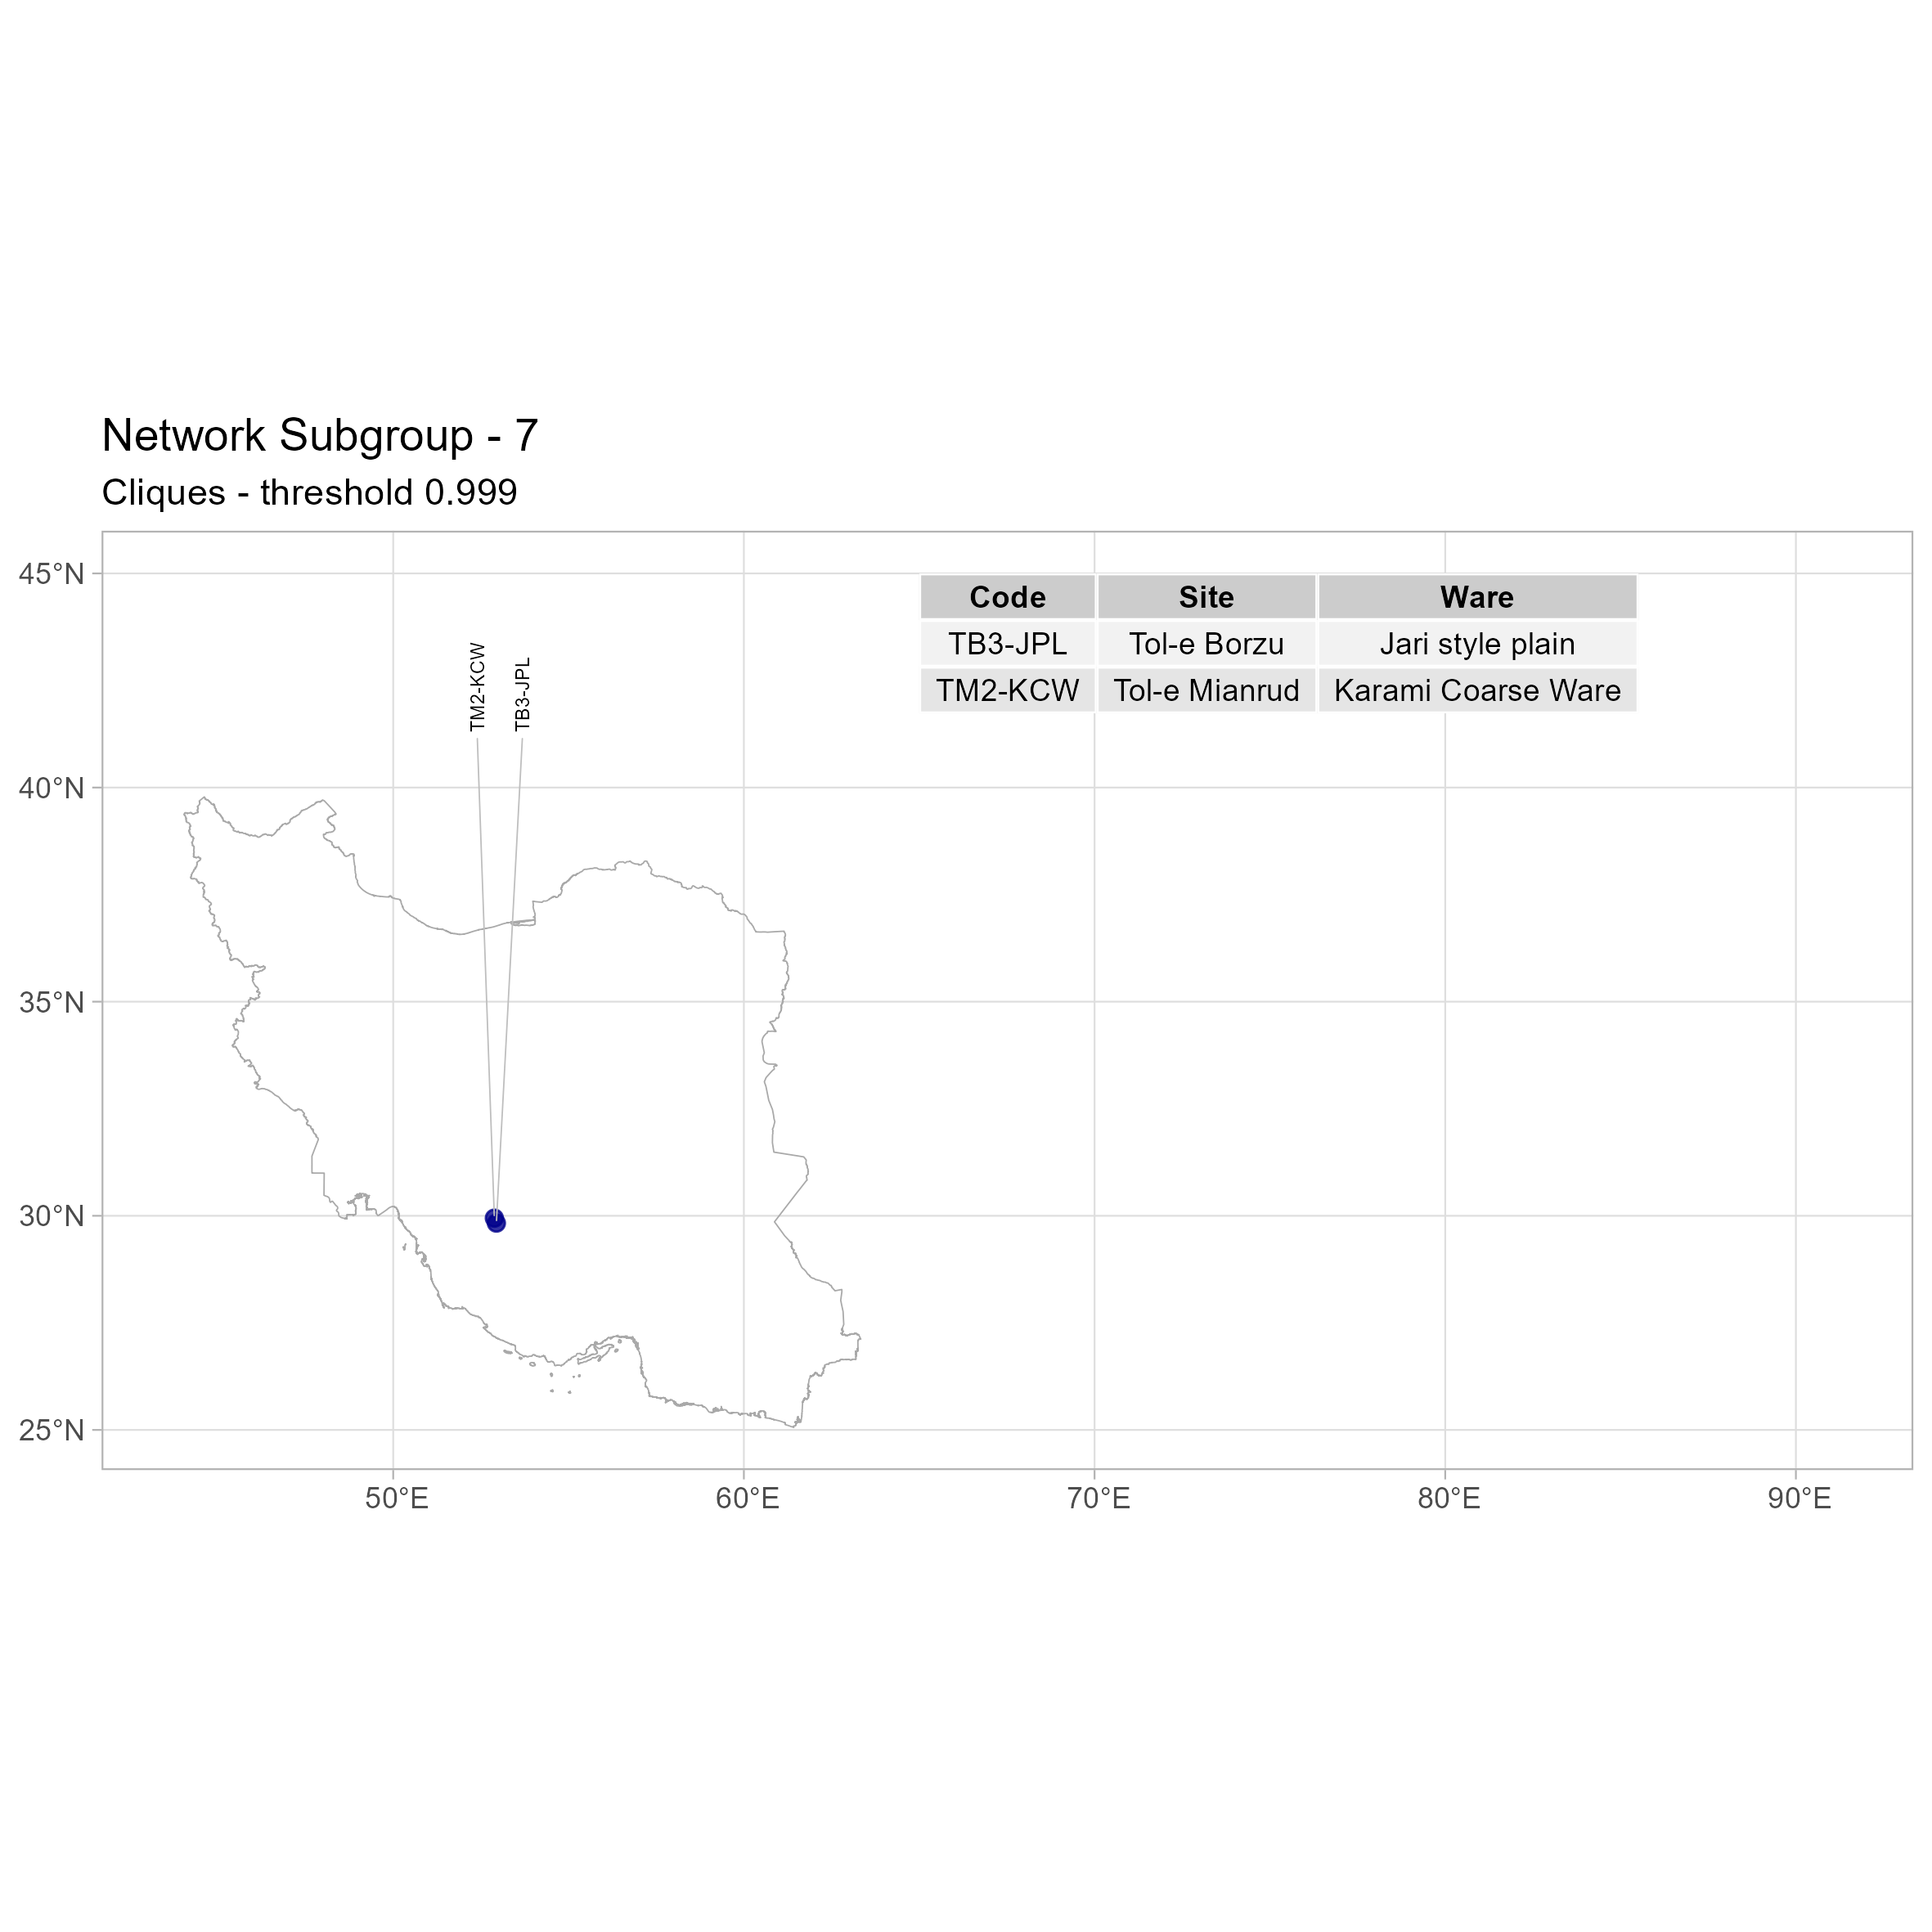 Network Subgroup - 7
Cliques - threshold 0.999
45°N
40°N
35°N
30°N
25°N
TM2-KCW
TB3-JPL
Code Site Ware
TB3-JPL Tol-e Borzu Jari style plain
TM2-KCW Tol-e Mianrud Karami Coarse Ware
50°E 60°E 70°E 80°E 90°E